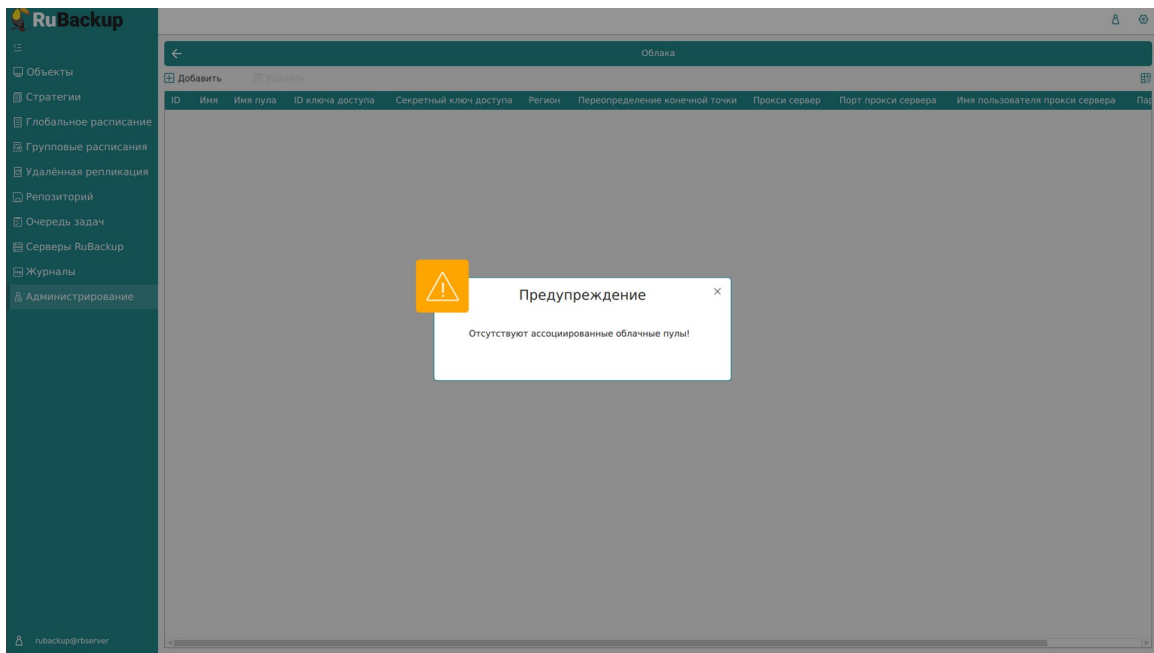 RuBackup
Облака
Объекты
Стратегии
Глобальное расписание
Групповые расписания
Удалённая репликация
Репозиторий
Очередь задач
Серверы RuBackup
Журналы
Администрирование
Добавить Удалить
ID Имя Имя пула ID ключа доступа Секретный ключ доступа Регион Переопределение конечной точки Прокси сервер Порт прокси сервера Имя пользователя прокси сервера Пар
Предупреждение
Отсутствуют ассоциированные облачные пулы!
rubackup@rbserver